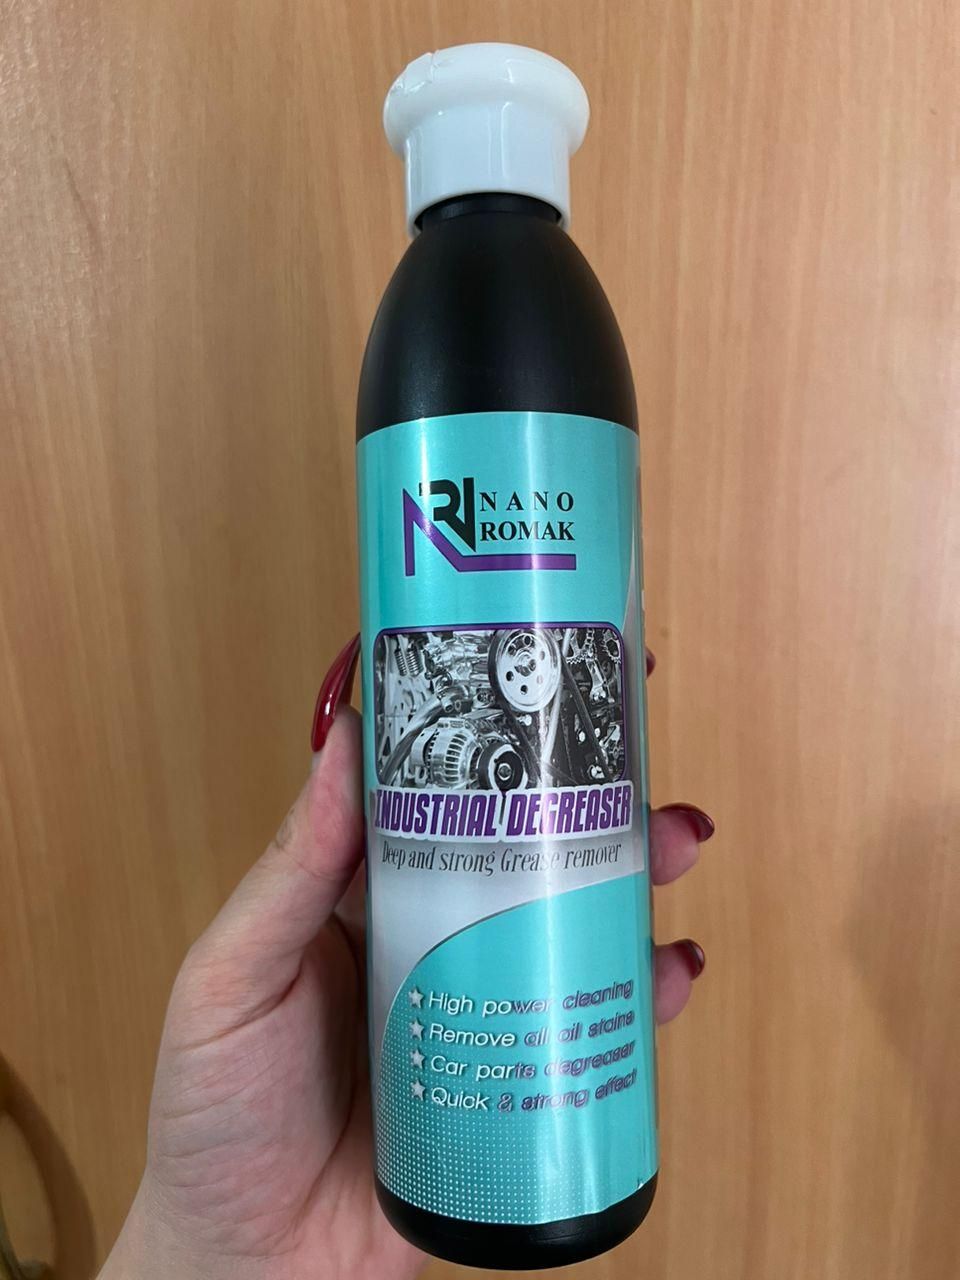 NANO
ROMAK
INDUSTRIAL DEGREASER
Deep and strong Grease remover
High power cleaning
Remove all oil stains
Car parts degreaser
Quick & strong effect